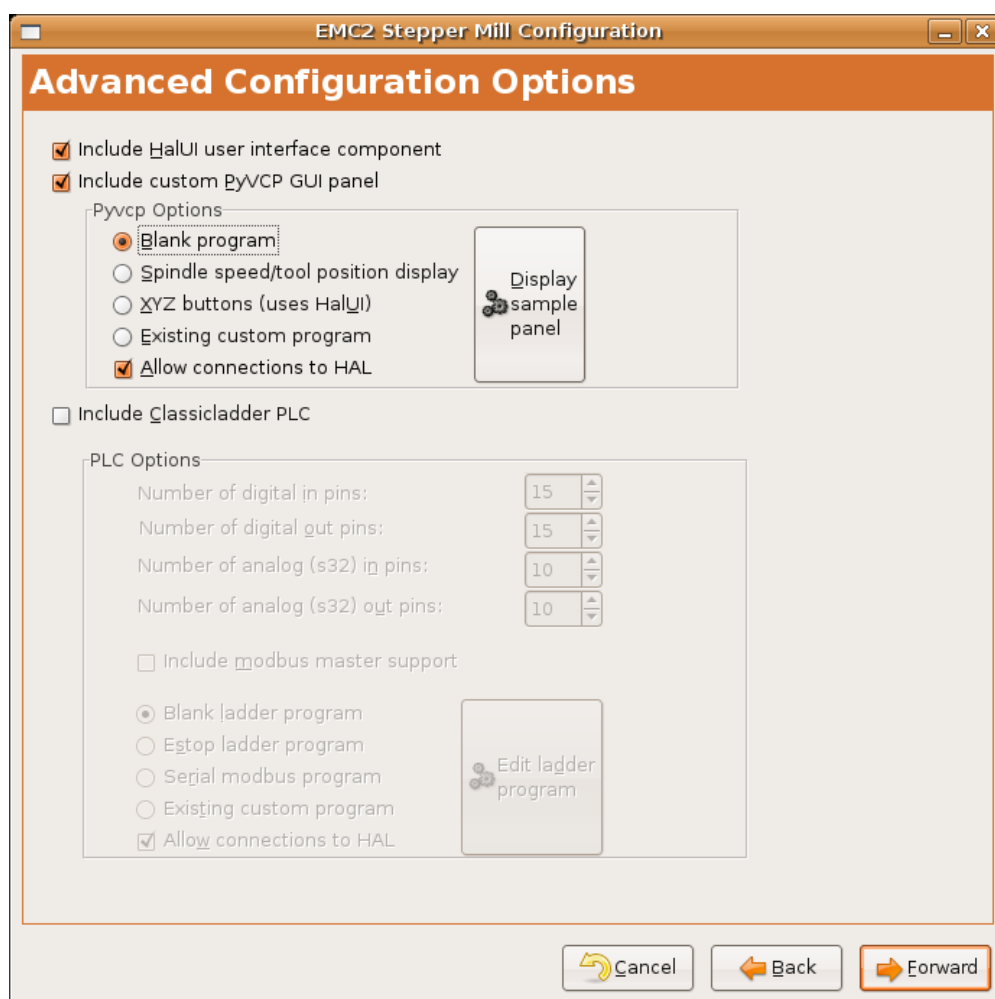 EMC2 Stepper Mill Configuration
Advanced Configuration Options
Include HalUI user interface component
Include custom PyVCP GUI panel
Pyvcp Options
Blank program
Spindle speed/tool position display
XYZ buttons (uses HalUI)
Existing custom program
Allow connections to HAL
Display
sample
panel
Include Classicladder PLC
PLC Options
Number of digital in pins: 15
Number of digital out pins: 15
Number of analog (s32) in pins: 10
Number of analog (s32) out pins: 10
Include modbus master support
Blank ladder program
Estop ladder program
Serial modbus program
Existing custom program
Allow connections to HAL
Edit ladder
program
Cancel Back Forward